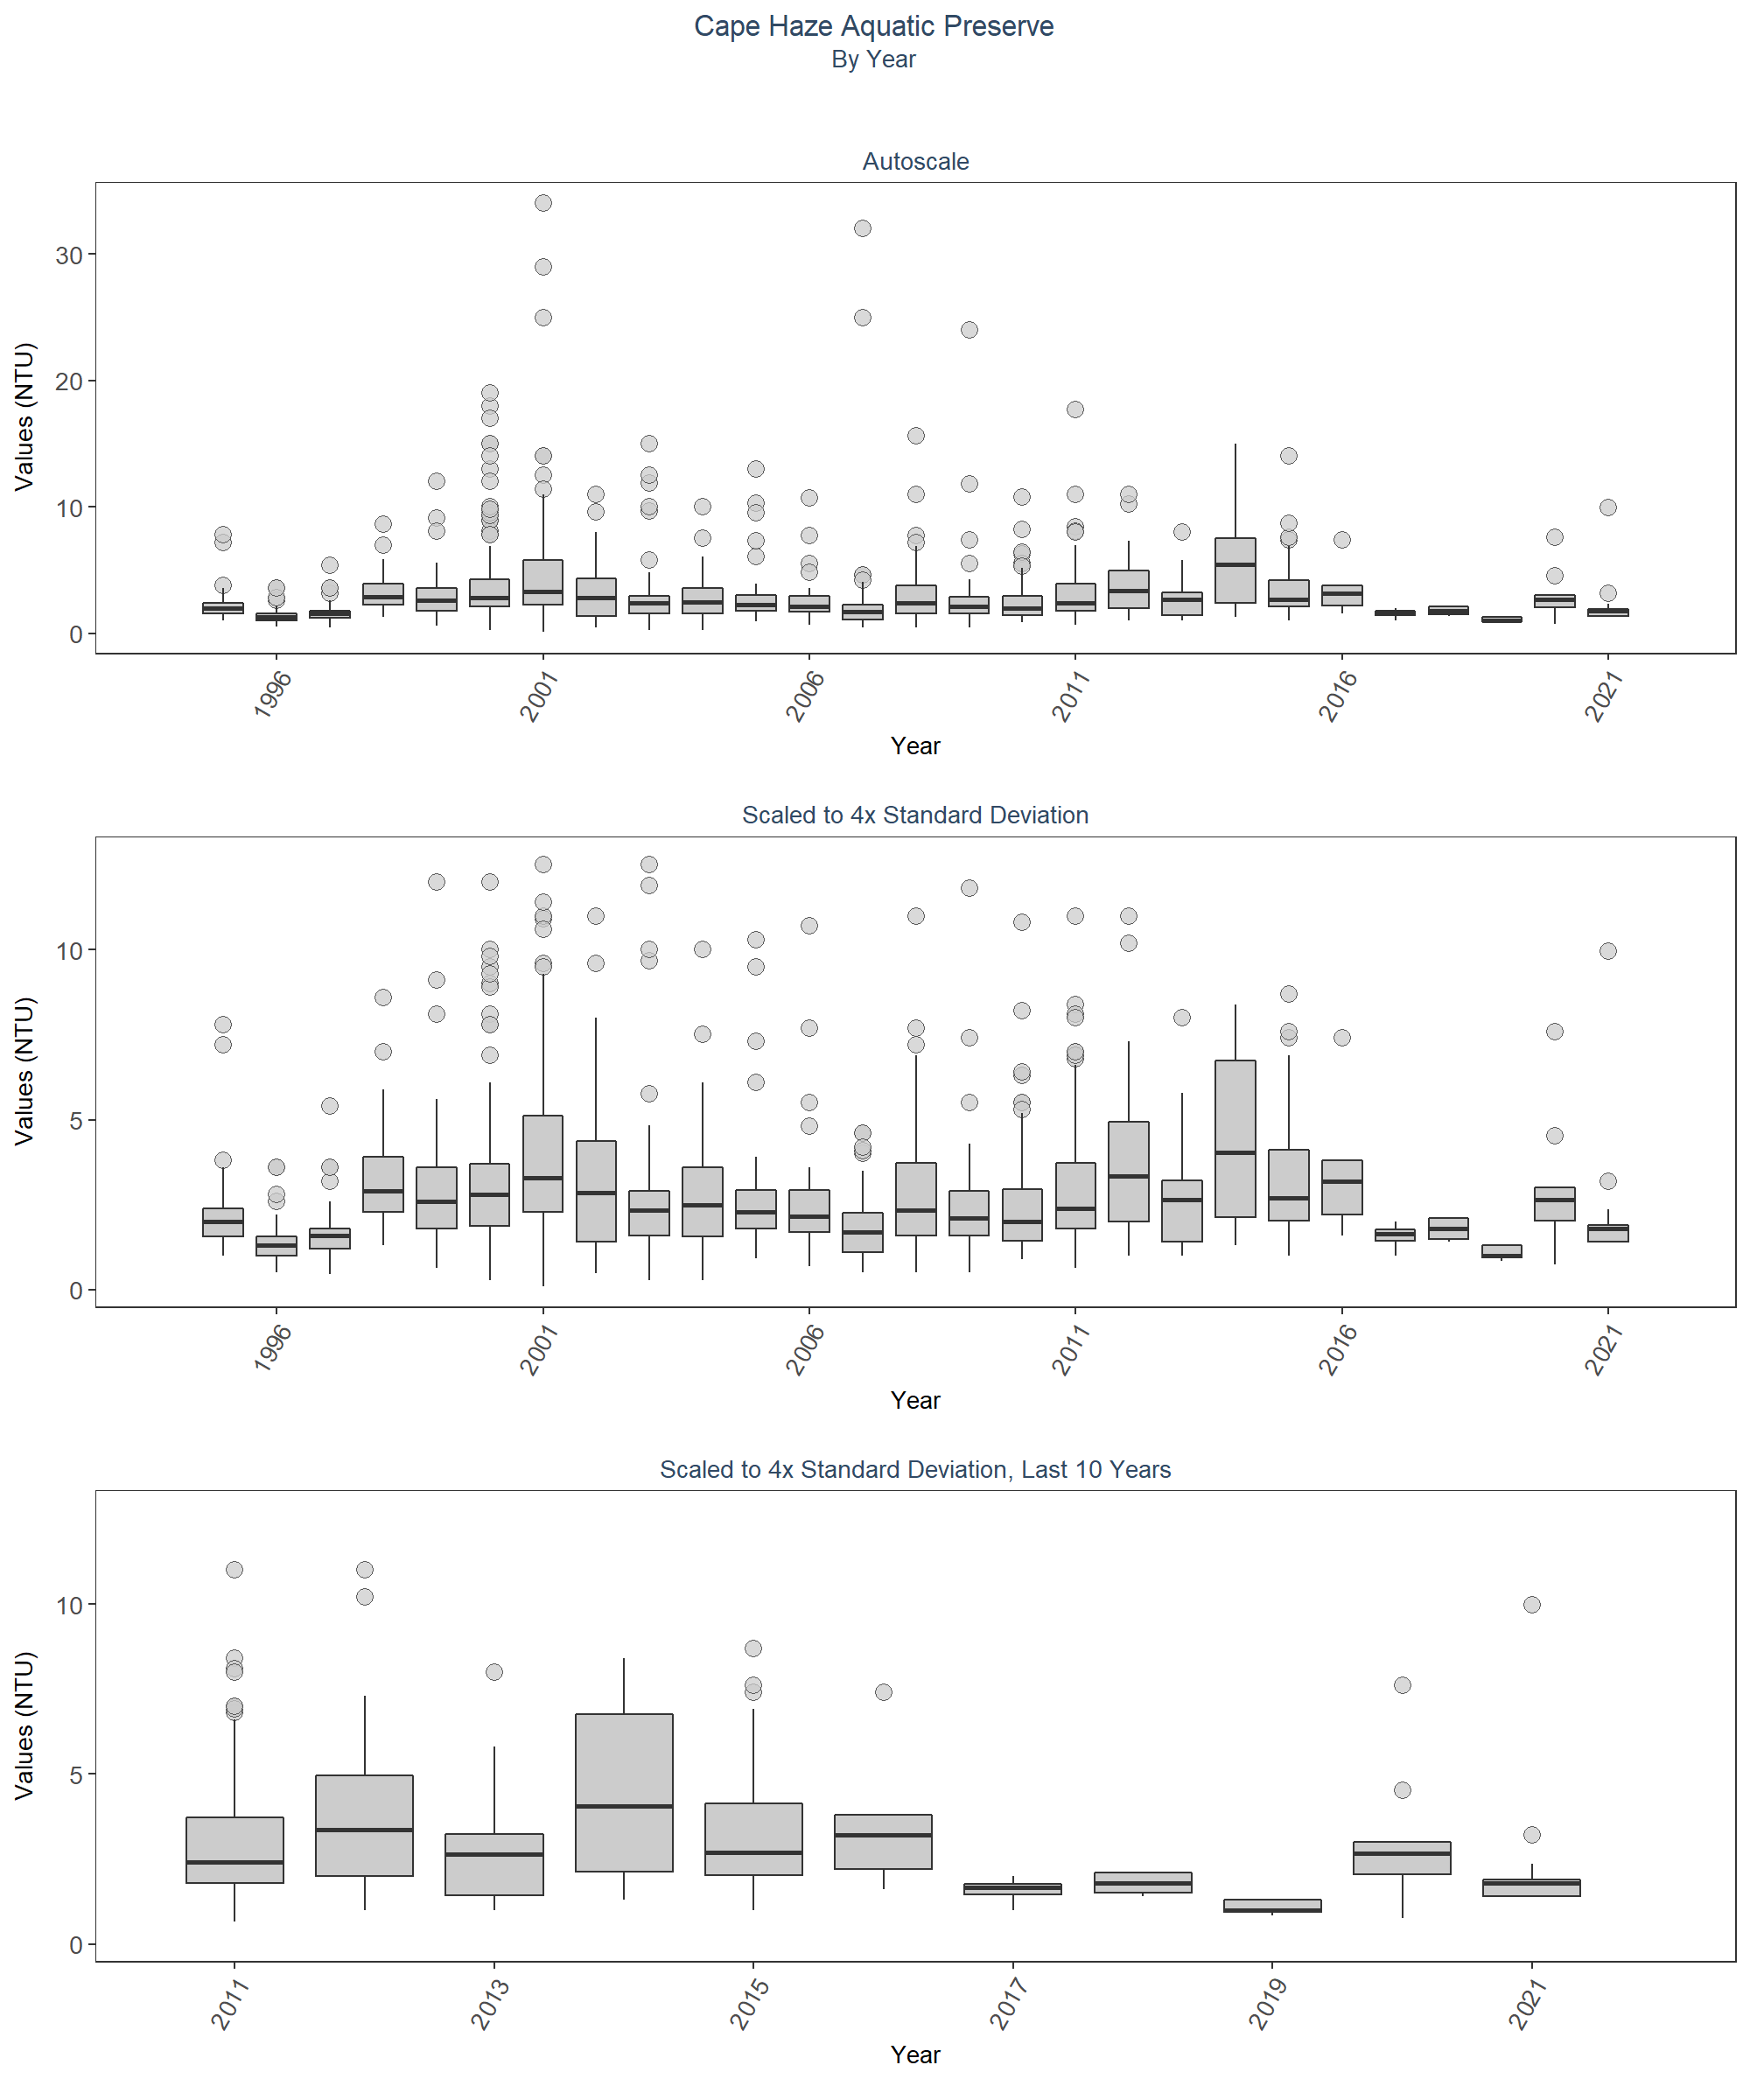 Cape Haze Aquatic Preserve
By Year
Autoscale
Values (NTU)
30
20
10
0
1996
2001
2006
2011
2016
2021
Year
Scaled to 4x Standard Deviation
Values (NTU)
10
5
0
1996
2001
2006
2011
2016
2021
Year
Scaled to 4x Standard Deviation, Last 10 Years
Values (NTU)
10
5
0
2011
2013
2015
2017
2019
2021
Year